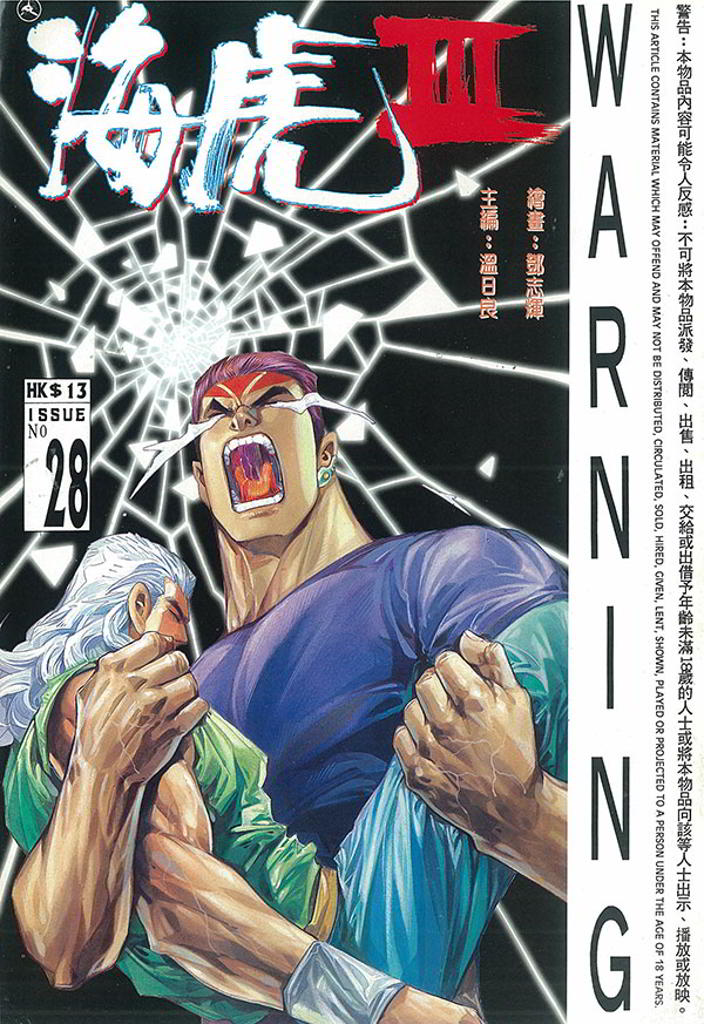 海虎III
繪畫：鄧志輝
主編：溫日良
HK$ 13
ISSUE
NO
28
WARNING
THIS ARTICLE CONTAINS MATERIAL WHICH MAY OFFEND AND MAY NOT BE DISTRIBUTED, CIRCULATED, SOLD, HIRED, GIVEN, LENT, SHOWN, PLAYED OR PROJECTED TO A PERSON UNDER THE AGE OF 18 YEARS.
警告：本物品內容可能令人反感：不可將本物品派發、傳閱、出售、出租、交給或出借予年齡未滿18歲的人士或將本物品向該等人士出示、播放或放映。